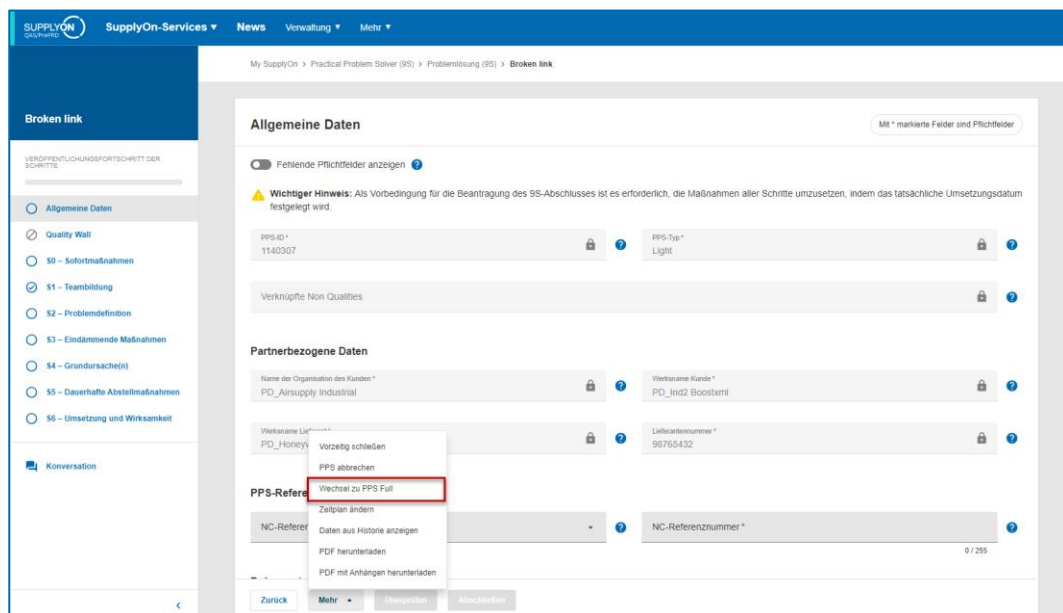 SUPPLYON
QAS/PrePRD
SupplyOn-Services
News
Verwaltung
Mehr
My SupplyOn > Practical Problem Solver (9S) > Problemlösung (9S) > Broken link
Broken link
VERÖFFENTLICHUNGSFORTSCHRITT DER
SCHRITTE
Allgemeine Daten
Quality Wall
S0 – Sofortmaßnahmen
S1 – Teambildung
S2 – Problemdefinition
S3 – Eindämmende Maßnahmen
S4 – Grundursache(n)
S5 – Dauerhafte Abstellmaßnahmen
S6 – Umsetzung und Wirksamkeit
Konversation
Allgemeine Daten
Mit * markierte Felder sind Pflichtfelder
Fehlende Pflichtfelder anzeigen
Wichtiger Hinweis: Als Vorbedingung für die Beantragung des 9S-Abschlusses ist es erforderlich, die Maßnahmen aller Schritte umzusetzen, indem das tatsächliche Umsetzungsdatum
festgelegt wird.
PPS-ID *
1140307
PPS-Typ *
Light
Verknüpfte Non Qualities
Partnerbezogene Daten
Name der Organisation des Kunden *
PD_Airsupply Industrial
Werksname Kunde *
PD_Ind2 Boostxml
Werksname
PD_Honeyw
Lieferantennummer *
98765432
PPS-Refere
NC-Referen
NC-Referenznummer *
0 / 255
Vorzeitig schließen
PPS abbrechen
Wechsel zu PPS Full
Zeitplan ändern
Daten aus Historie anzeigen
PDF herunterladen
PDF mit Anhängen herunterladen
Zurück
Mehr
Überprüfen
Abschließen